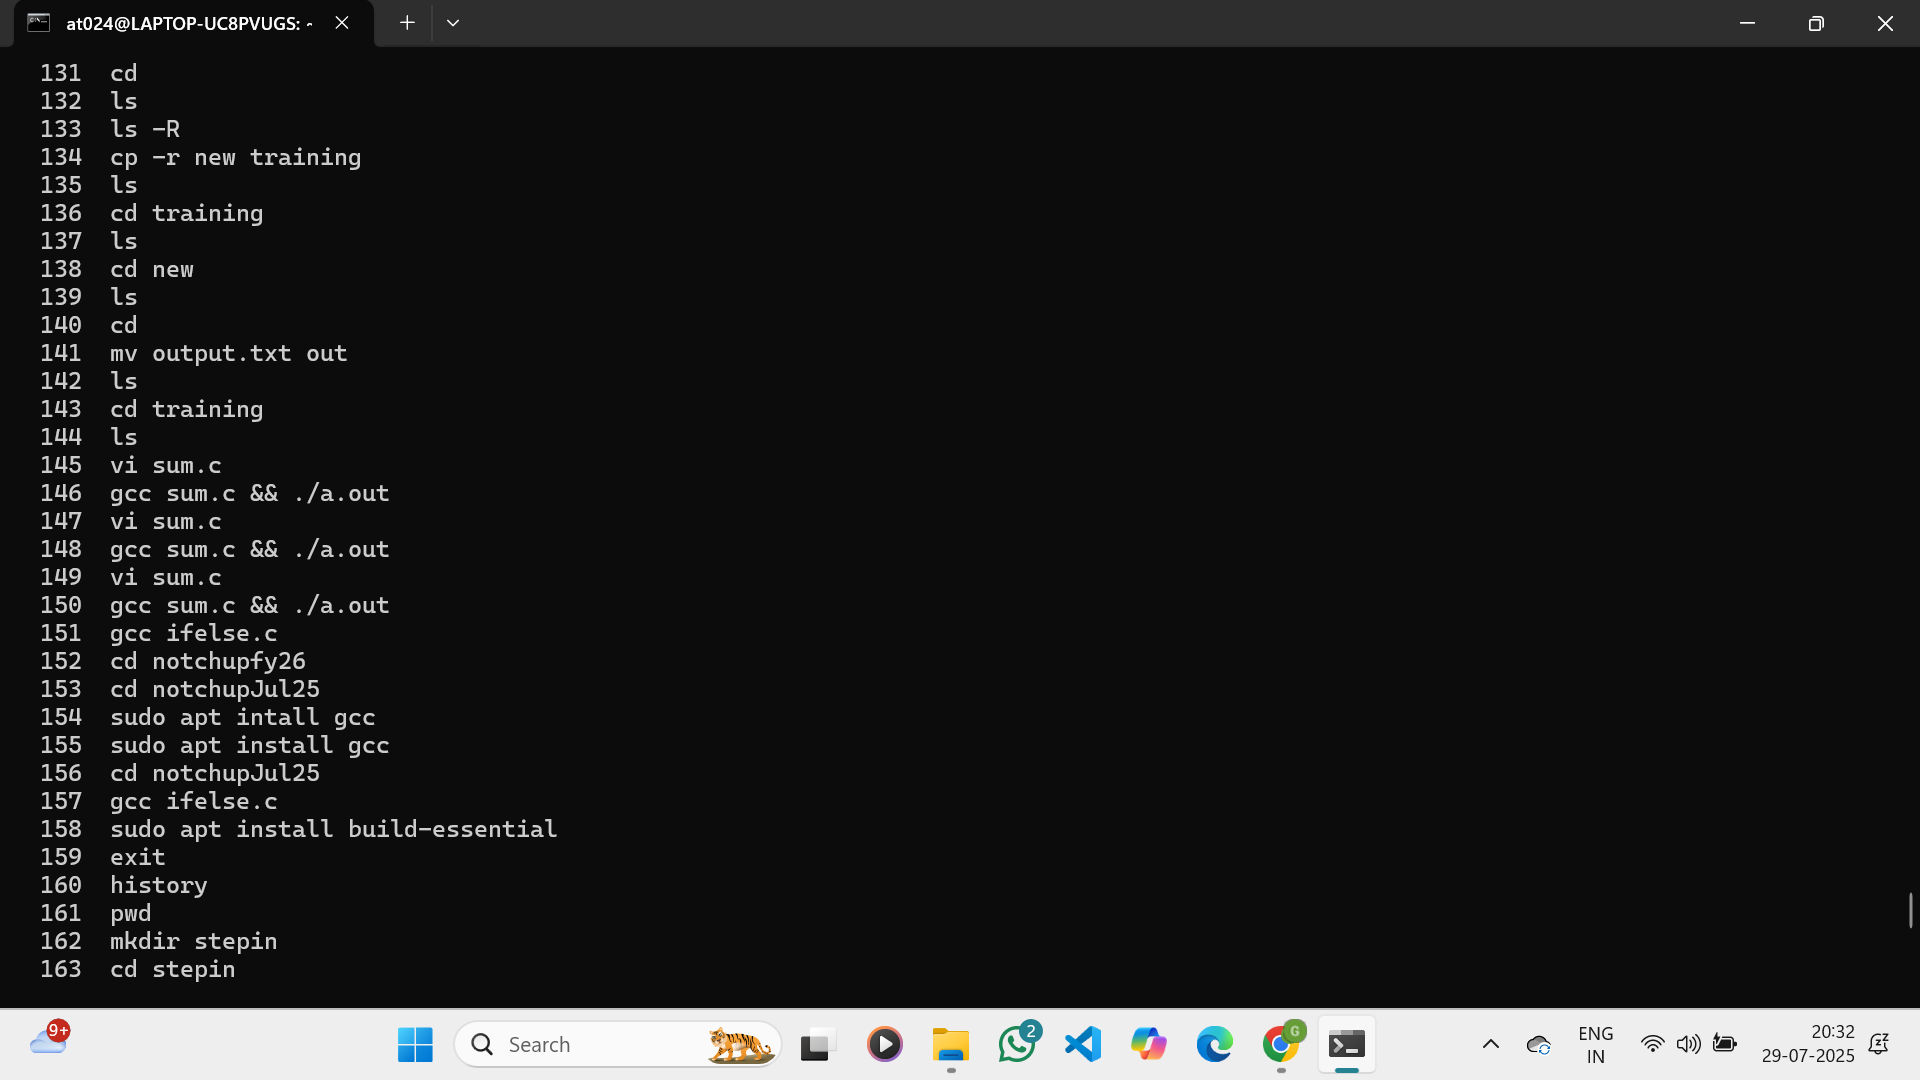 at024@LAPTOP-UC8PVUGS: ~
131 cd
132 ls
133 ls -R
134 cp -r new training
135 ls
136 cd training
137 ls
138 cd new
139 ls
140 cd
141 mv output.txt out
142 ls
143 cd training
144 ls
145 vi sum.c
146 gcc sum.c && ./a.out
147 vi sum.c
148 gcc sum.c && ./a.out
149 vi sum.c
150 gcc sum.c && ./a.out
151 gcc ifelse.c
152 cd notchupfy26
153 cd notchupJul25
154 sudo apt intall gcc
155 sudo apt install gcc
156 cd notchupJul25
157 gcc ifelse.c
158 sudo apt install build-essential
159 exit
160 history
161 pwd
162 mkdir stepin
163 cd stepin
9+
Search
2
G
ENG
IN
20:32
29-07-2025